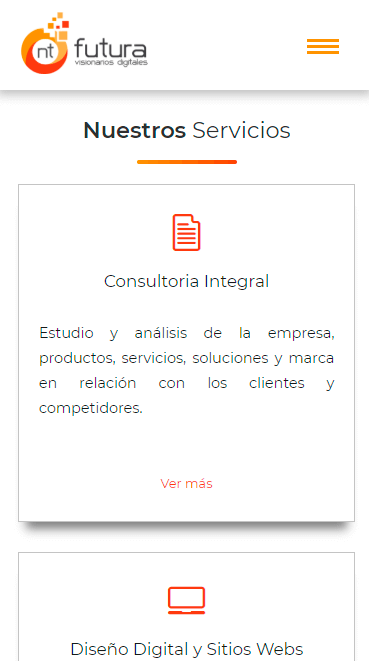 nt futura
visionarios digitales
Nuestros Servicios
Consultoria Integral
Estudio y análisis de la empresa,
productos, servicios, soluciones y marca
en relación con los clientes y
competidores.
Ver más
Diseño Digital y Sitios Webs